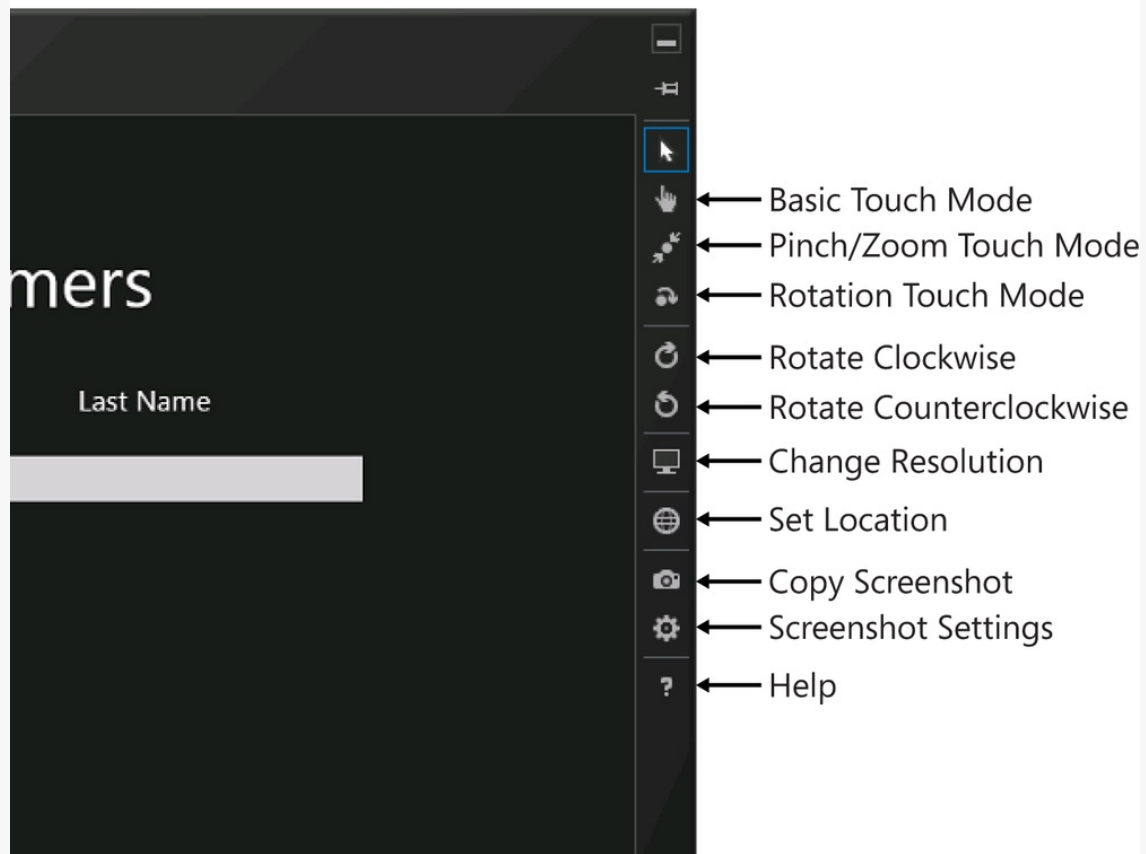 Basic Touch Mode
Pinch/Zoom Touch Mode
mers
Rotation Touch Mode
Rotate Clockwise
Last Name
Rotate Counterclockwise
Change Resolution
Set Location
Copy Screenshot
Screenshot Settings
? Help